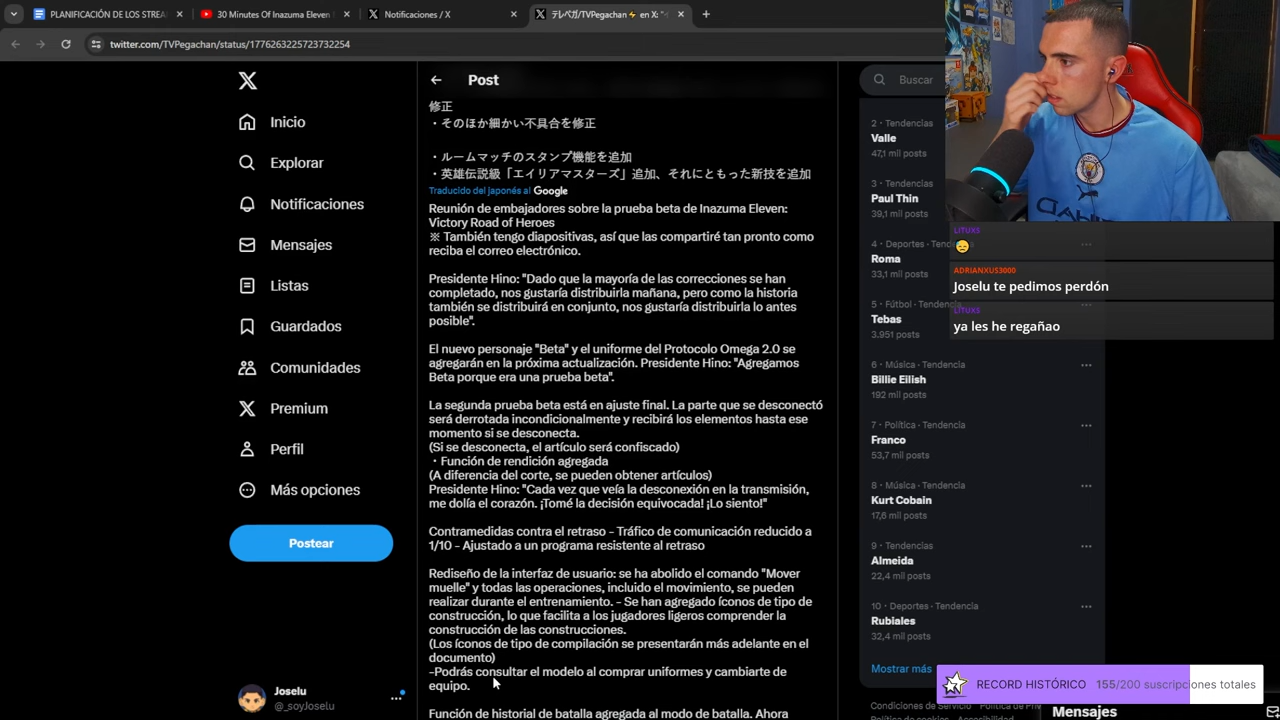 PLANIFICACIÓN DE LOS STREA
30 Minutes Of Inazuma Eleven
Notificaciones / X
テレペガ/TVPegachan⚡ en X: "
twitter.com/TVPegachan/status/1776263225723732254
Inicio
Explorar
Notificaciones
Mensajes
Listas
Guardados
Comunidades
Premium
Perfil
Más opciones
Postear
Joselu
@_soyJoselu
Post
修正
・そのほか細かい不具合を修正
・ルームマッチのスタンプ機能を追加
・英雄伝説級「エイリアマスターズ」追加、それにともった新技を追加
Traducido del japonés al Google
Reunión de embajadores sobre la prueba beta de Inazuma Eleven:
Victory Road of Heroes
※ También tengo diapositivas, así que las compartiré tan pronto como
reciba el correo electrónico.
Presidente Hino: "Dado que la mayoría de las correcciones se han
completado, nos gustaría distribuirla mañana, pero como la historia
también se distribuirá en conjunto, nos gustaría distribuirla lo antes
posible".
El nuevo personaje "Beta" y el uniforme del Protocolo Omega 2.0 se
agregarán en la próxima actualización. Presidente Hino: "Agregamos
Beta porque era una prueba beta".
La segunda prueba beta está en ajuste final. La parte que se desconectó
será derrotada incondicionalmente y recibirá los elementos hasta ese
momento si se desconecta.
(Si se desconecta, el artículo será confiscado)
・Función de rendición agregada
(A diferencia del corte, se pueden obtener artículos)
Presidente Hino: "Cada vez que veía la desconexión en la transmisión,
me dolía el corazón. ¡Tomé la decisión equivocada! ¡Lo siento!"
Contramedidas contra el retraso - Tráfico de comunicación reducido a
1/10 - Ajustado a un programa resistente al retraso
Rediseño de la interfaz de usuario: se ha abolido el comando "Mover
muelle" y todas las operaciones, incluido el movimiento, se pueden
realizar durante el entrenamiento. - Se han agregado íconos de tipo de
construcción, lo que facilita a los jugadores ligeros comprender la
construcción de las construcciones.
(Los íconos de tipo de compilación se presentarán más adelante en el
documento)
-Podrás consultar el modelo al comprar uniformes y cambiarte de
equipo.
Función de historial de batalla agregada al modo de batalla. Ahora
Buscar
2 · Tendencias
Valle
47,1 mil posts
3 · Tendencias
Paul Thin
39,1 mil posts
4 · Deportes · Tend
Roma
33,1 mil posts
5 · Fútbol · Tendencia
Tebas
3.951 posts
6 · Música · Tendencia
Billie Eilish
192 mil posts
7 · Política · Tendencia
Franco
53,7 mil posts
8 · Música · Tendencia
Kurt Cobain
17,6 mil posts
9 · Tendencias
Almeida
22,4 mil posts
10 · Deportes · Tendencia
Rubiales
32,4 mil posts
Mostrar más
Condiciones de Servicio
LITUXS
😔
ADRIANXUS3000
Joselu te pedimos perdón
LITUXS
ya les he regañao
RECORD HISTÓRICO 155/200 suscripciones totales
Mensajes